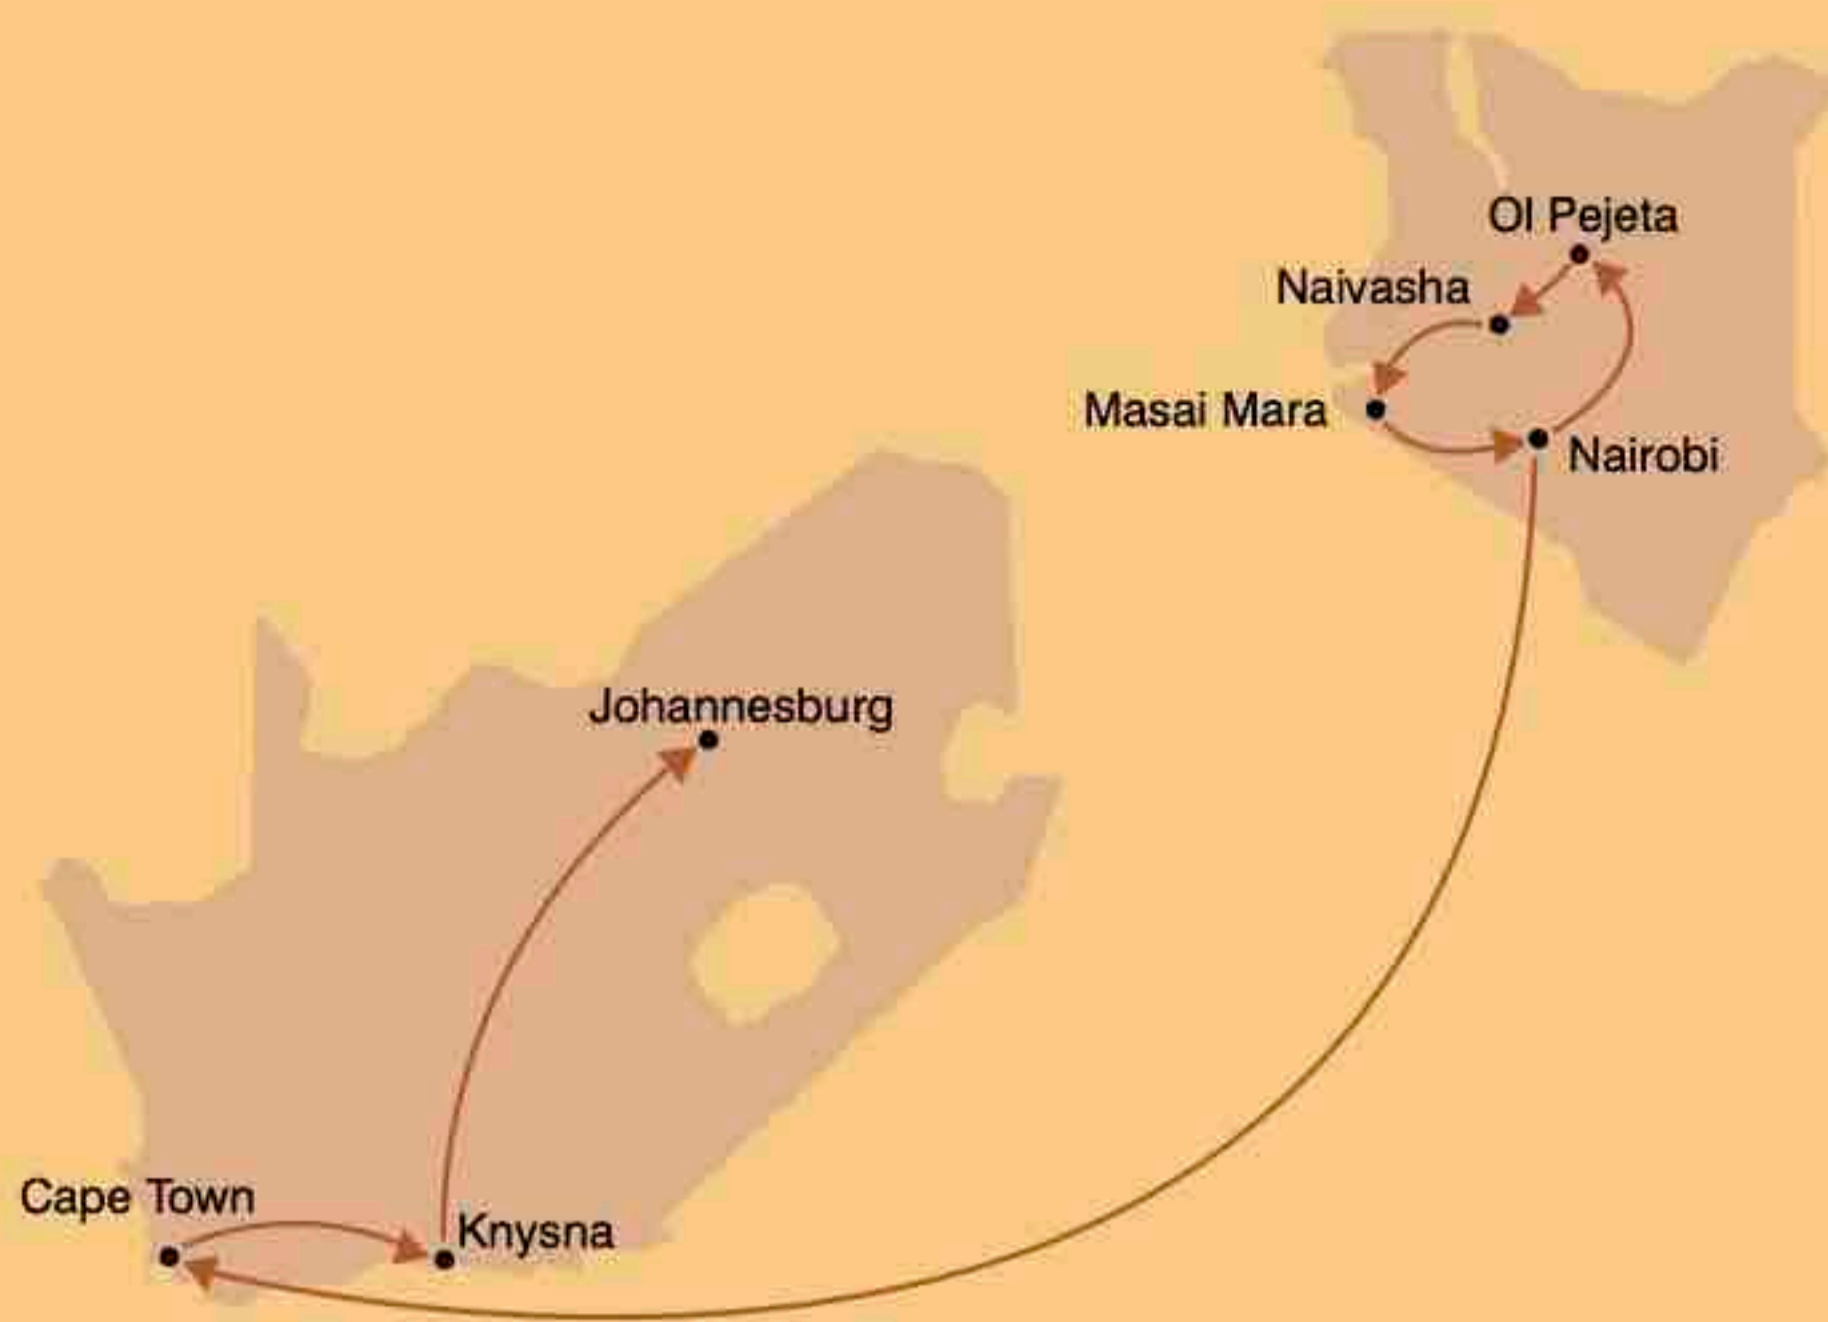 Ol Pejeta
Naivasha
Masai Mara
Nairobi
Johannesburg
Cape Town
Knysna